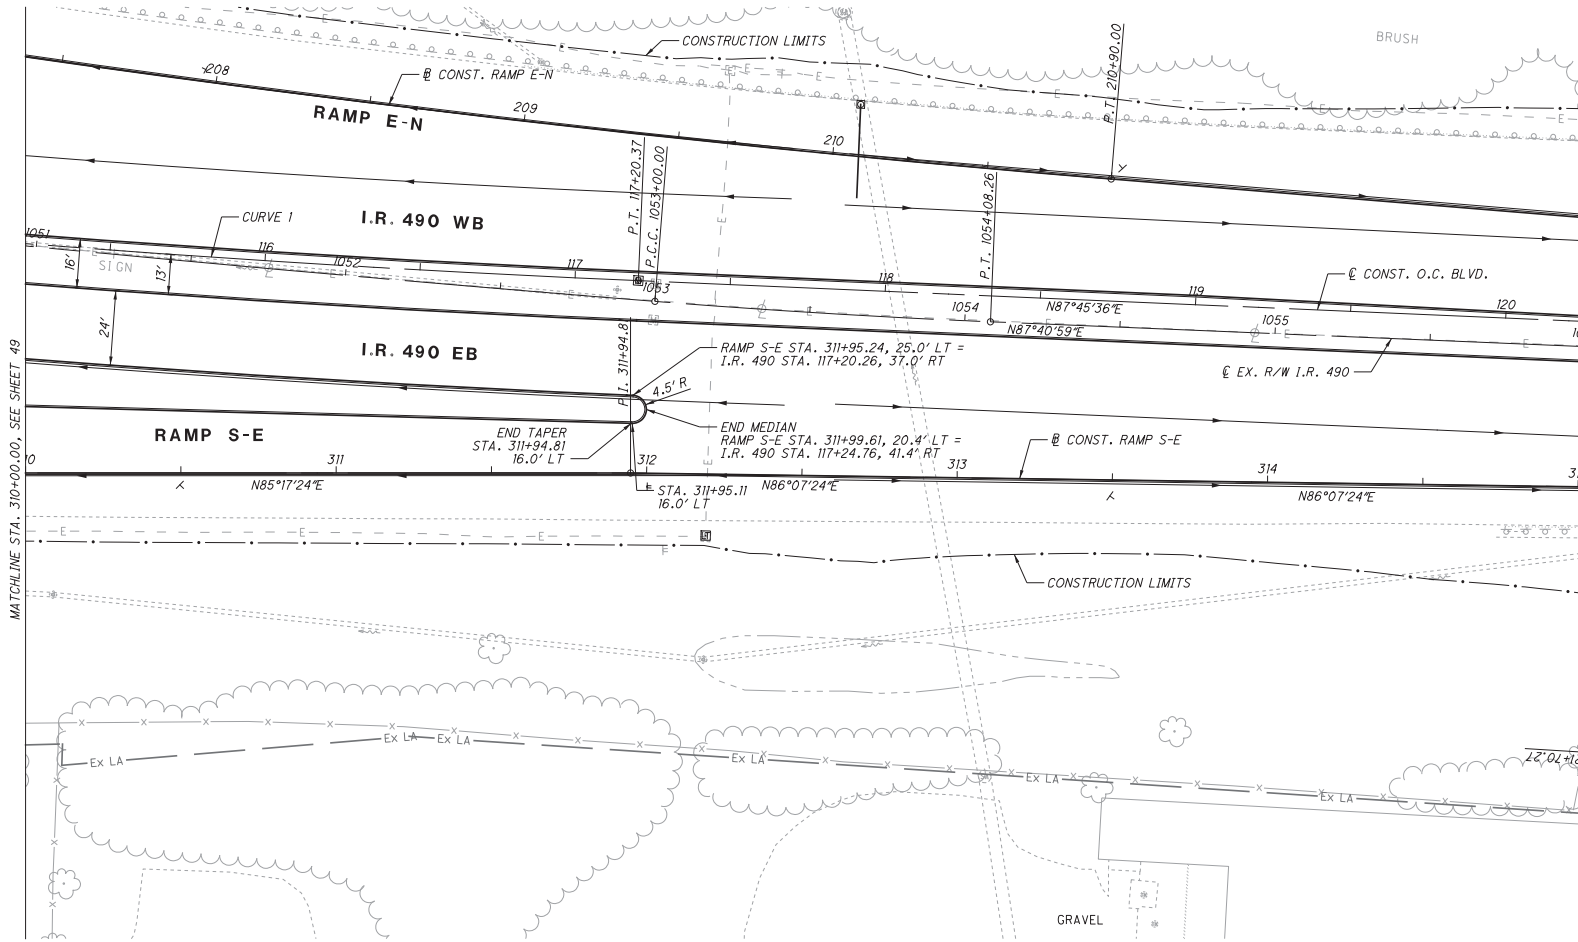 CONSTRUCTION LIMITS
BRUSH
P.T. 210+90.00
208
℄ CONST. RAMP E-N
209
RAMP E-N
210
P.T. 117+20.37
P.C.C. 1053+00.00
P.T. 1054+08.26
CURVE 1
I.R. 490 WB
1051
116
1052
117
1053
118
SIGN
16'
13'
℄ CONST. O.C. BLVD.
N87°45'36"E
119
120
1054
1055
N87°40'59"E
24'
I.R. 490 EB
P.I. 311+94.8
RAMP S-E STA. 311+95.24, 25.0' LT =
I.R. 490 STA. 117+20.26, 37.0' RT
℄ EX. R/W I.R. 490
4.5' R
RAMP S-E
END TAPER
STA. 311+94.81
16.0' LT
END MEDIAN
RAMP S-E STA. 311+99.61, 20.4' LT =
I.R. 490 STA. 117+24.76, 41.4' RT
℄ CONST. RAMP S-E
10
311
312
313
314
N85°17'24"E
STA. 311+95.11
16.0' LT
N86°07'24"E
N86°07'24"E
MATCHLINE STA. 310+00.00, SEE SHEET 49
CONSTRUCTION LIMITS
Ex LA
Ex LA
Ex LA
Ex LA
Ex LA
Ex LA
1+70.27
GRAVEL